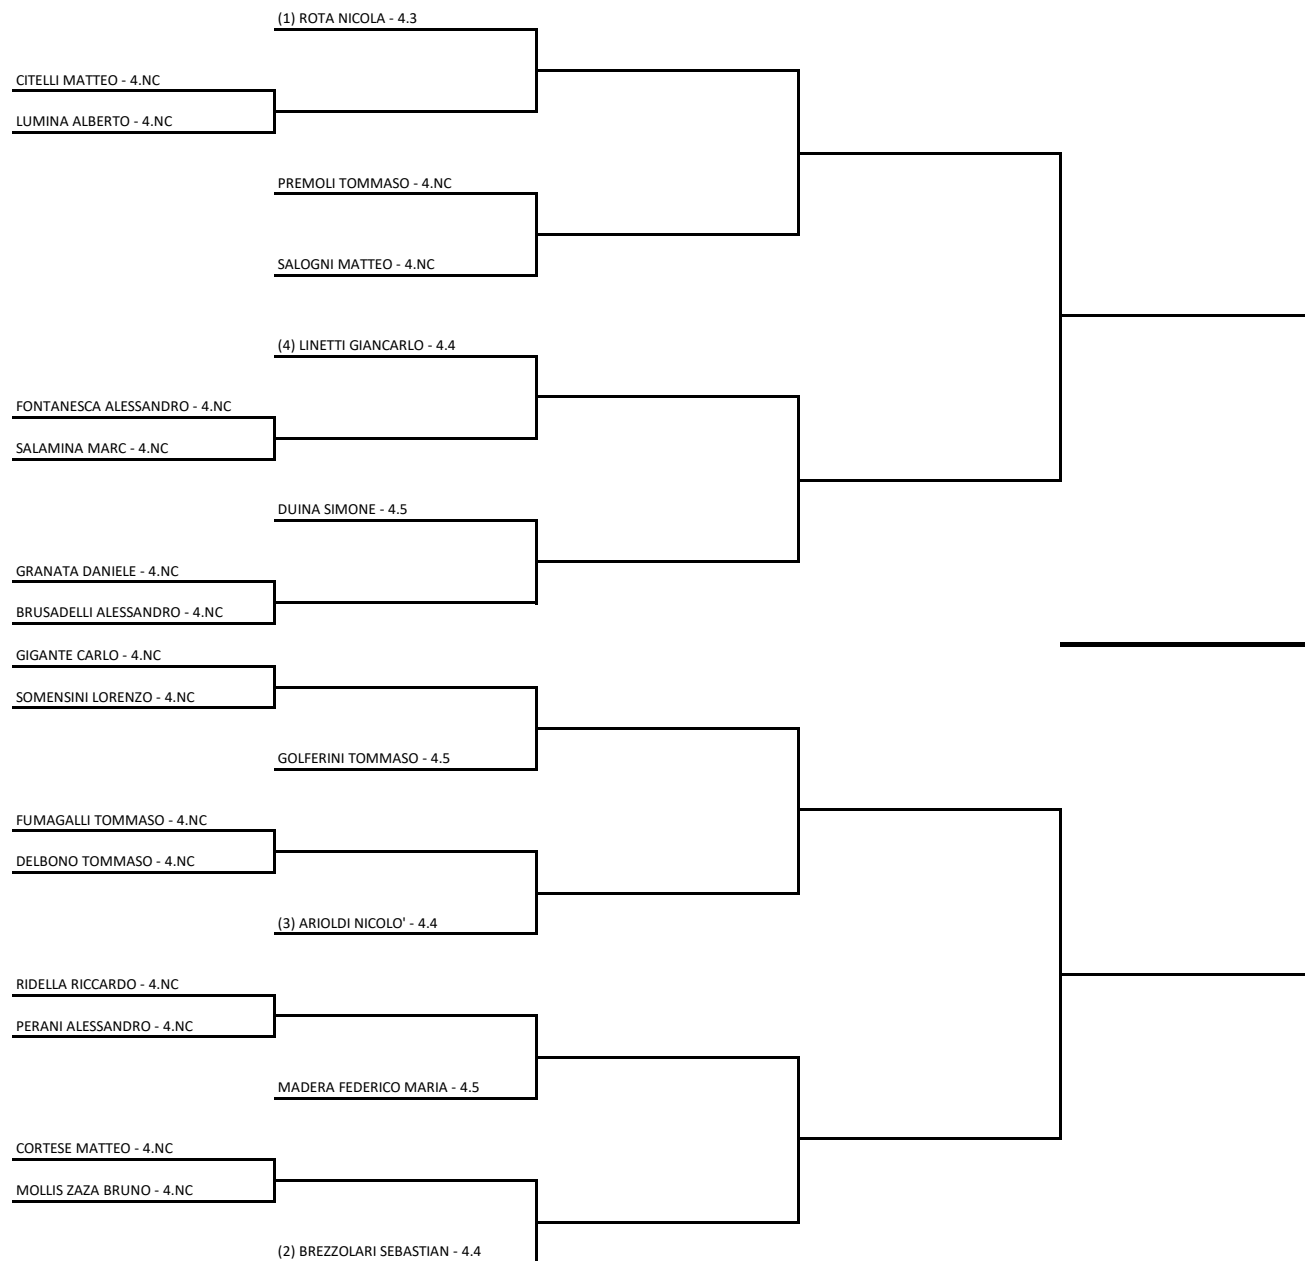 (1) ROTA NICOLA - 4.3
CITELLI MATTEO - 4.NC
LUMINA ALBERTO - 4.NC
PREMOLI TOMMASO - 4.NC
SALOGNI MATTEO - 4.NC
(4) LINETTI GIANCARLO - 4.4
FONTANESCA ALESSANDRO - 4.NC
SALAMINA MARC - 4.NC
DUINA SIMONE - 4.5
GRANATA DANIELE - 4.NC
BRUSADELLI ALESSANDRO - 4.NC
GIGANTE CARLO - 4.NC
SOMENSINI LORENZO - 4.NC
GOLFERINI TOMMASO - 4.5
FUMAGALLI TOMMASO - 4.NC
DELBONO TOMMASO - 4.NC
(3) ARIOLDI NICOLO' - 4.4
RIDELLA RICCARDO - 4.NC
PERANI ALESSANDRO - 4.NC
MADERA FEDERICO MARIA - 4.5
CORTESE MATTEO - 4.NC
MOLLIS ZAZA BRUNO - 4.NC
(2) BREZZOLARI SEBASTIAN - 4.4